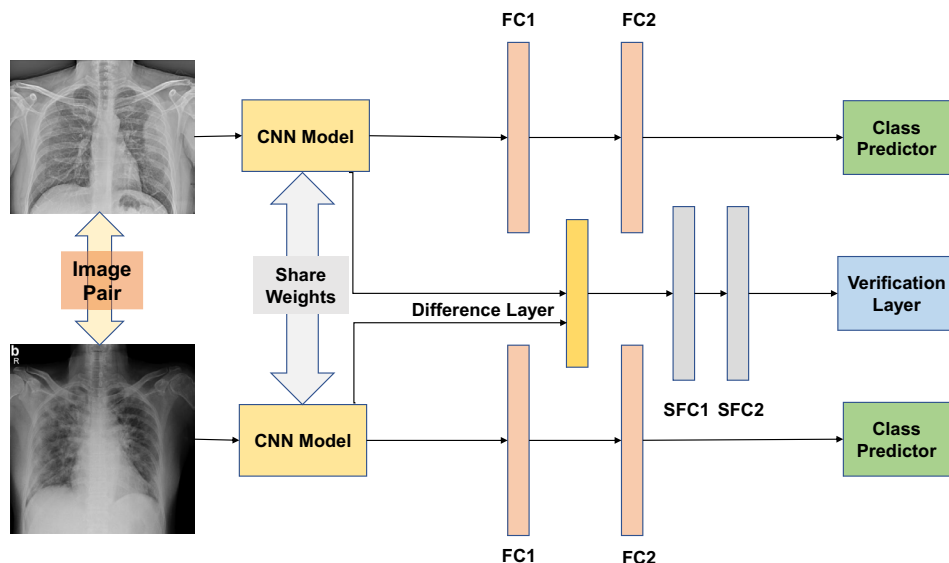 FC1
FC2
CNN Model
Class
Predictor
Image
Pair
Share
Weights
Difference Layer
Verification
Layer
b
R
SFC1
SFC2
CNN Model
Class
Predictor
FC1
FC2